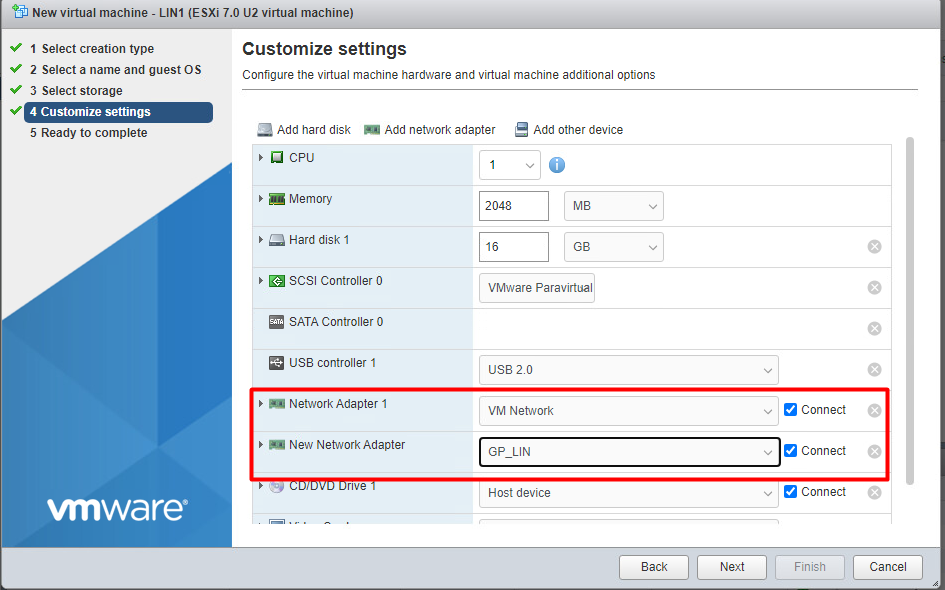 New virtual machine - LIN1 (ESXi 7.0 U2 virtual machine)
1 Select creation type
2 Select a name and guest OS
3 Select storage
4 Customize settings
5 Ready to complete
vmware®
Customize settings
Configure the virtual machine hardware and virtual machine additional options
Add hard disk Add network adapter Add other device
CPU 1
Memory 2048 MB
Hard disk 1 16 GB
SCSI Controller 0 VMware Paravirtual
SATA SATA Controller 0
USB controller 1 USB 2.0
Network Adapter 1 VM Network Connect
New Network Adapter GP_LIN Connect
CD/DVD Drive 1 Host device Connect
Back Next Finish Cancel